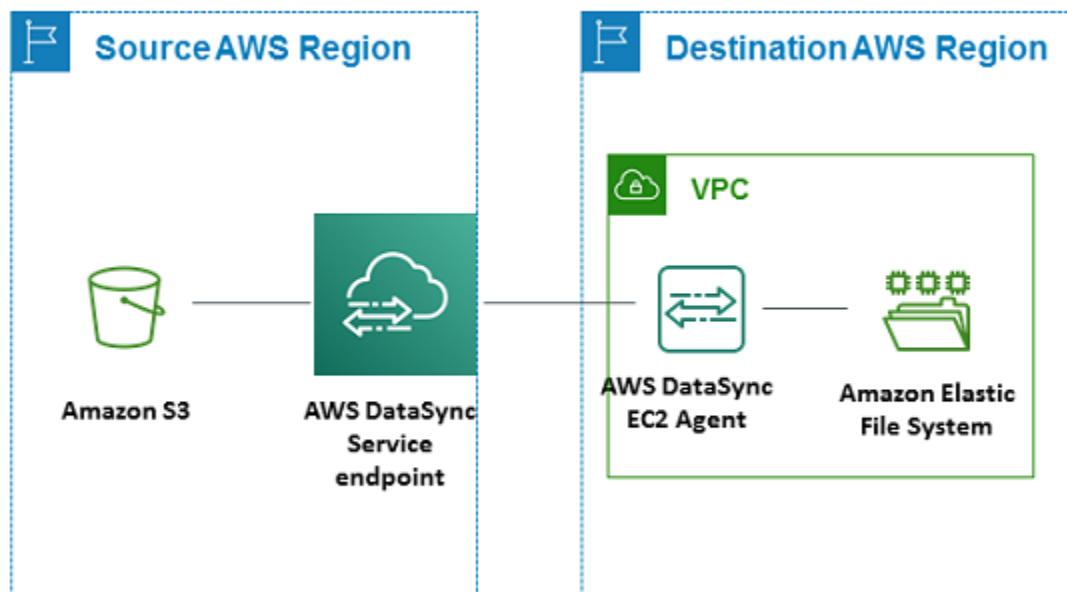 Source AWS Region
Destination AWS Region
VPC
Amazon S3
AWS DataSync
Service
endpoint
AWS DataSync
EC2 Agent
Amazon Elastic
File System